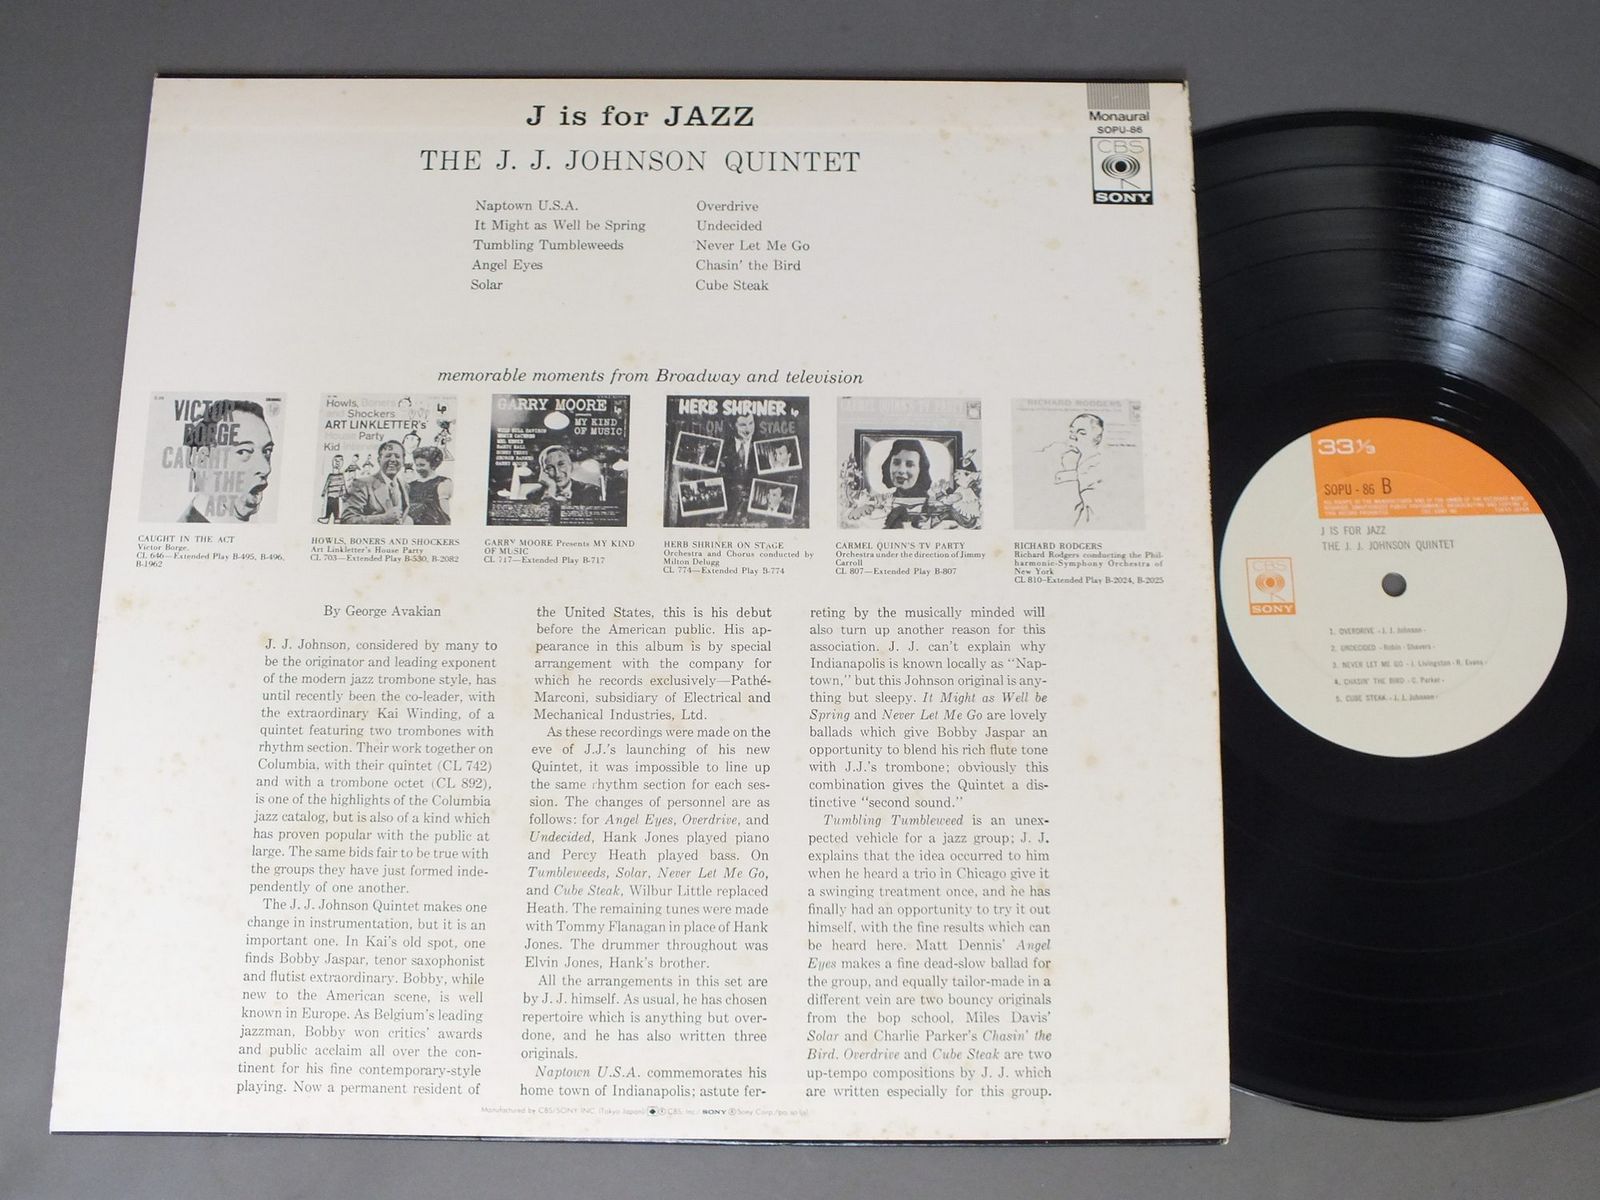 J is for JAZZ
THE J. J. JOHNSON QUINTET
Monaural
SOPU-86
CBS
SONY
Naptown U.S.A.
It Might as Well be Spring
Tumbling Tumbleweeds
Angel Eyes
Solar
Overdrive
Undecided
Never Let Me Go
Chasin' the Bird
Cube Steak
memorable moments from Broadway and television
VICTOR
BORGE
CAUGHT
IN THE
ACT
Howls, Boners
and Shockers
ART LINKLETTER'S
House Party
Kid
Lp
GARRY MOORE
MY KIND
OF MUSIC
HERB SHRINER Lp
ON STAGE
RICHARD RODGERS
CAUGHT IN THE ACT
Victor Borge.
CL 646—Extended Play B-495, B-496,
B-1962
HOWLS, BONERS AND SHOCKERS
Art Linkletter's House Party
CL 703—Extended Play B-530, B-2082
GARRY MOORE Presents MY KIND
OF MUSIC
CL 717—Extended Play B-717
HERB SHRINER ON STAGE
Orchestra and Chorus conducted by
Milton Delugg
CL 774—Extended Play B-774
CARMEL QUINN'S TV PARTY
Orchestra under the direction of Jimmy
Carroll
CL 807—Extended Play B-807
RICHARD RODGERS
Richard Rodgers conducting the Phil-
harmonic-Symphony Orchestra of
New York
CL 810-Extended Play B-2024, B-2025
By George Avakian
J. J. Johnson, considered by many to
be the originator and leading exponent
of the modern jazz trombone style, has
until recently been the co-leader, with
the extraordinary Kai Winding, of a
quintet featuring two trombones with
rhythm section. Their work together on
Columbia, with their quintet (CL 742)
and with a trombone octet (CL 892),
is one of the highlights of the Columbia
jazz catalog, but is also of a kind which
has proven popular with the public at
large. The same bids fair to be true with
the groups they have just formed inde-
pendently of one another.
The J. J. Johnson Quintet makes one
change in instrumentation, but it is an
important one. In Kai's old spot, one
finds Bobby Jaspar, tenor saxophonist
and flutist extraordinary. Bobby, while
new to the American scene, is well
known in Europe. As Belgium's leading
jazzman, Bobby won critics' awards
and public acclaim all over the con-
tinent for his fine contemporary-style
playing. Now a permanent resident of
the United States, this is his debut
before the American public. His ap-
pearance in this album is by special
arrangement with the company for
which he records exclusively—Pathé-
Marconi, subsidiary of Electrical and
Mechanical Industries, Ltd.
As these recordings were made on the
eve of J.J.'s launching of his new
Quintet, it was impossible to line up
the same rhythm section for each ses-
sion. The changes of personnel are as
follows: for Angel Eyes, Overdrive, and
Undecided, Hank Jones played piano
and Percy Heath played bass. On
Tumbleweeds, Solar, Never Let Me Go,
and Cube Steak, Wilbur Little replaced
Heath. The remaining tunes were made
with Tommy Flanagan in place of Hank
Jones. The drummer throughout was
Elvin Jones, Hank's brother.
All the arrangements in this set are
by J. J. himself. As usual, he has chosen
repertoire which is anything but over-
done, and he has also written three
originals.
Naptown U.S.A. commemorates his
home town of Indianapolis; astute fer-
reting by the musically minded will
also turn up another reason for this
association. J. J. can't explain why
Indianapolis is known locally as "Nap-
town," but this Johnson original is any-
thing but sleepy. It Might as Well be
Spring and Never Let Me Go are lovely
ballads which give Bobby Jaspar an
opportunity to blend his rich flute tone
with J.J.'s trombone; obviously this
combination gives the Quintet a dis-
tinctive "second sound."
Tumbling Tumbleweed is an unex-
pected vehicle for a jazz group; J. J.
explains that the idea occurred to him
when he heard a trio in Chicago give it
a swinging treatment once, and he has
finally had an opportunity to try it out
himself, with the fine results which can
be heard here. Matt Dennis' Angel
Eyes makes a fine dead-slow ballad for
the group, and equally tailor-made in a
different vein are two bouncy originals
from the bop school, Miles Davis'
Solar and Charlie Parker's Chasin' the
Bird. Overdrive and Cube Steak are two
up-tempo compositions by J. J. which
are written especially for this group.
Manufactured by CBS/SONY INC. (Tokyo Japan)
33 1/3
SOPU - 86 B
J IS FOR JAZZ
THE J. J. JOHNSON QUINTET
CBS
SONY
1. OVERDRIVE - J. J. Johnson -
2. UNDECIDED - Robin - Shavers -
3. NEVER LET ME GO - J. Livingston - R. Evans -
4. CHASIN' THE BIRD - C. Parker -
5. CUBE STEAK - J. J. Johnson -